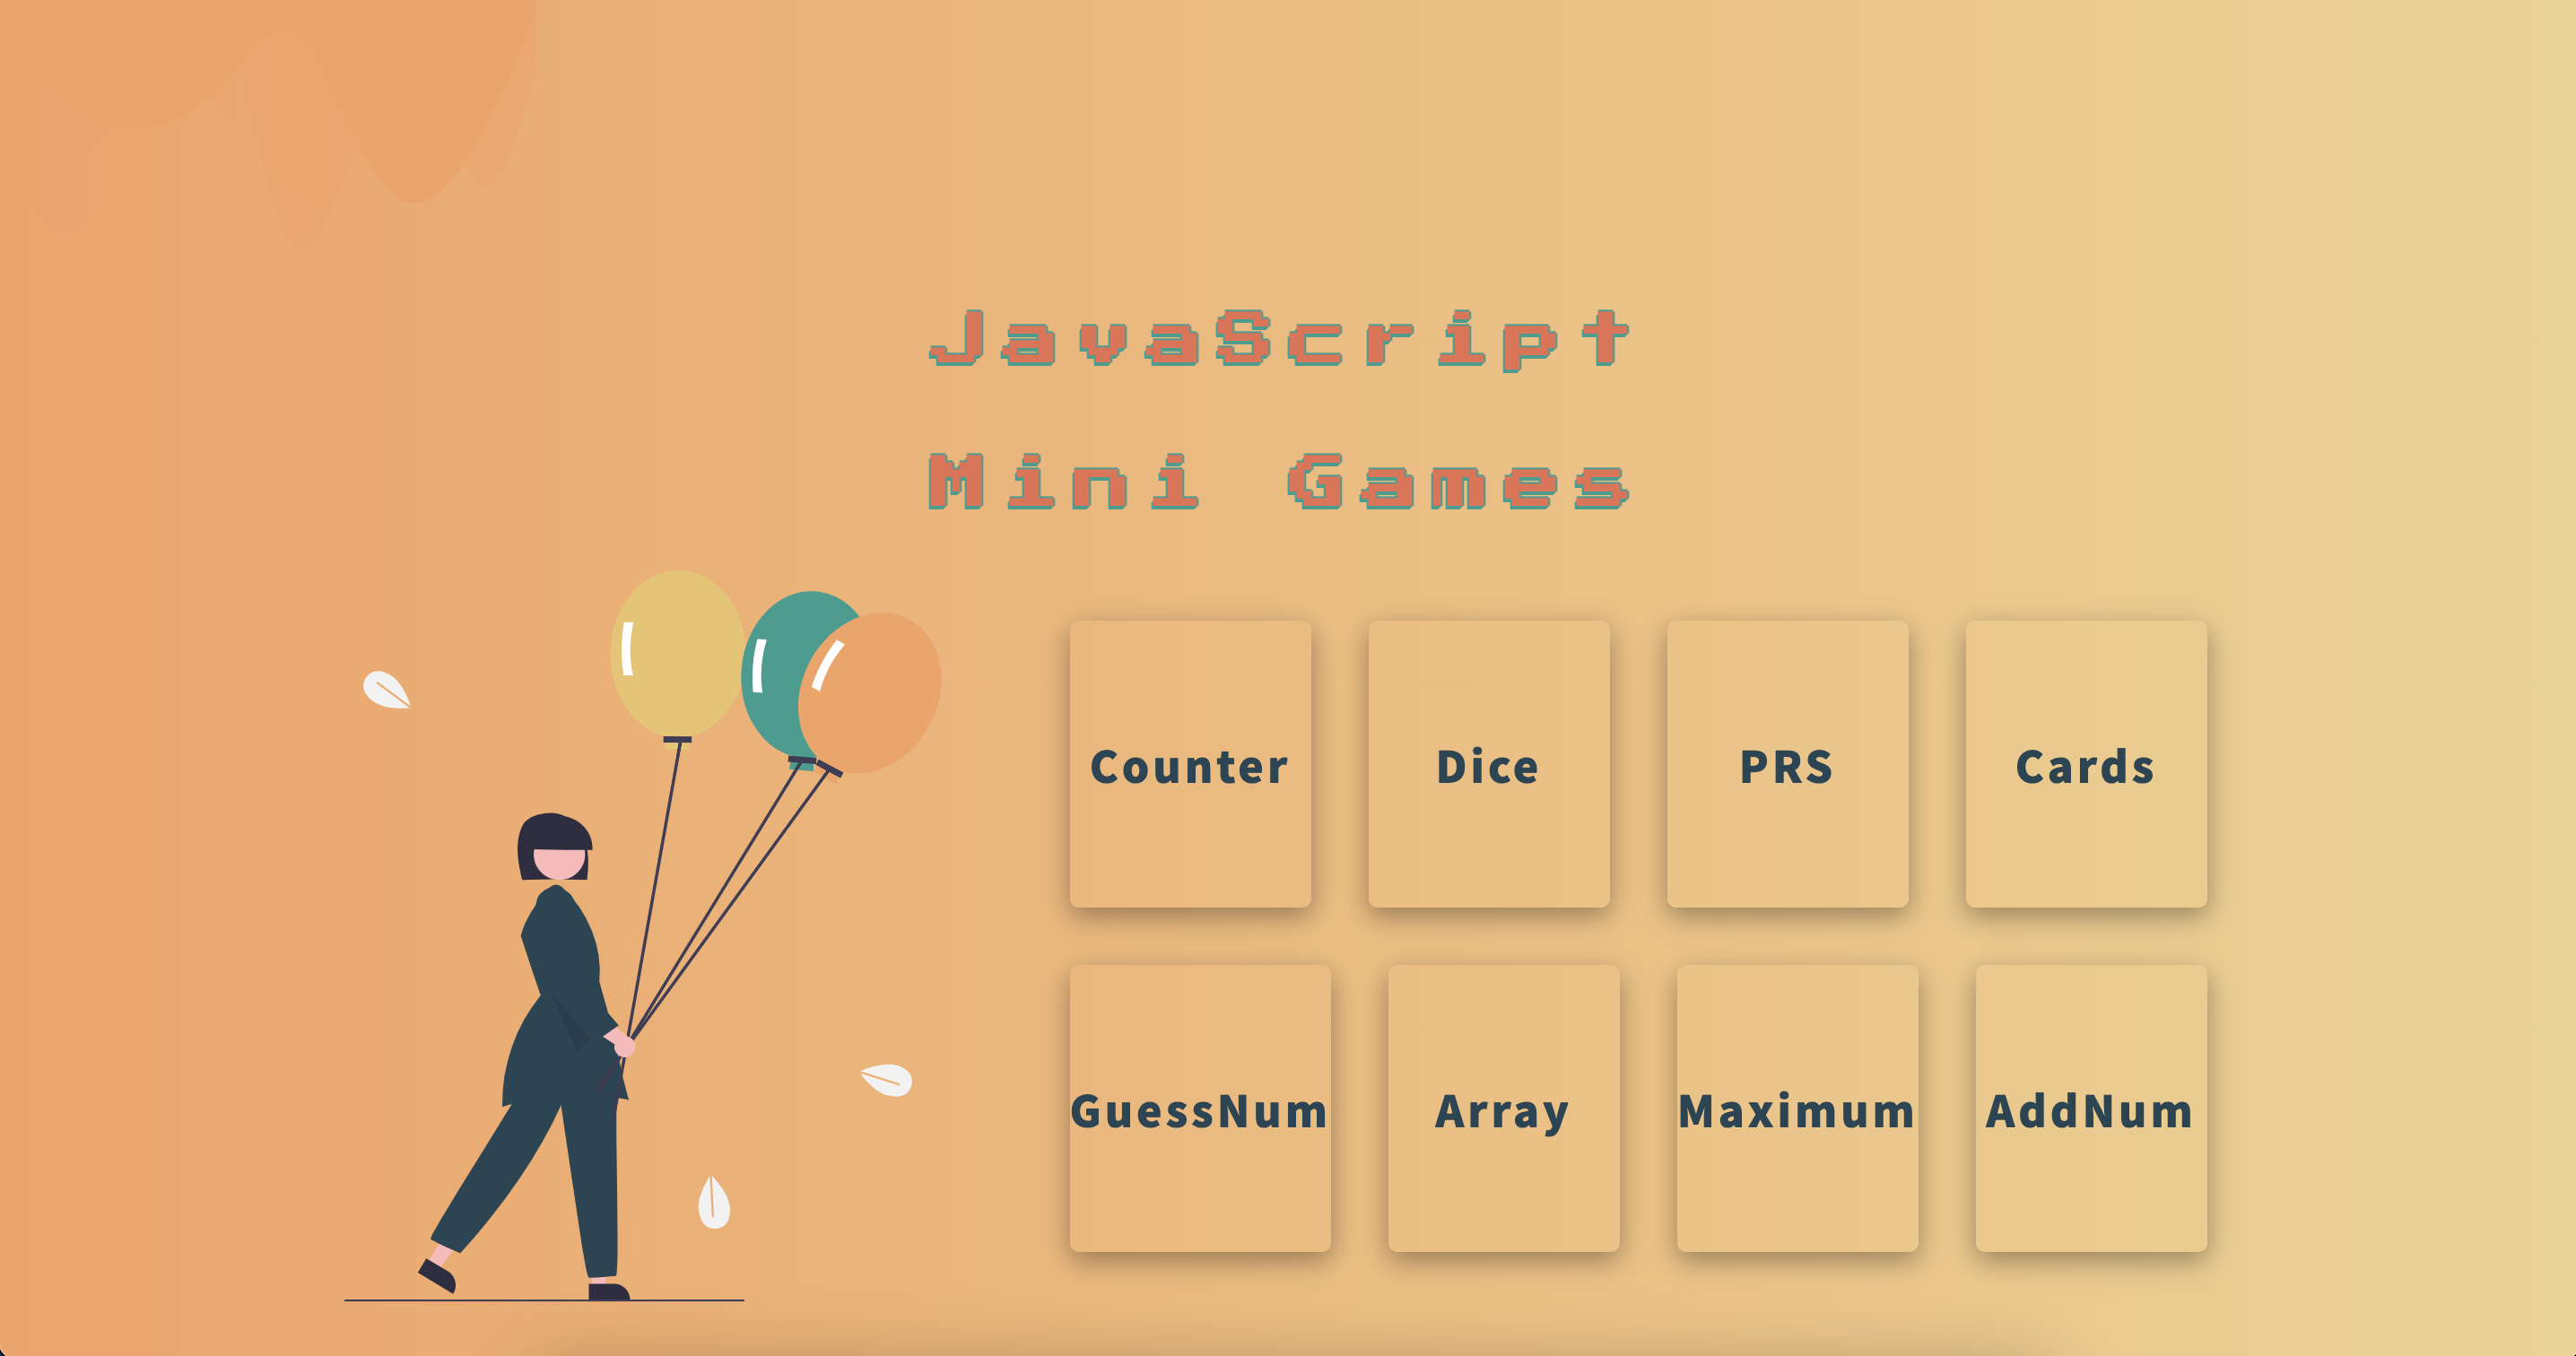 JavaScript
Mini Games
Counter
Dice
PRS
Cards
GuessNum
Array
Maximum
AddNum